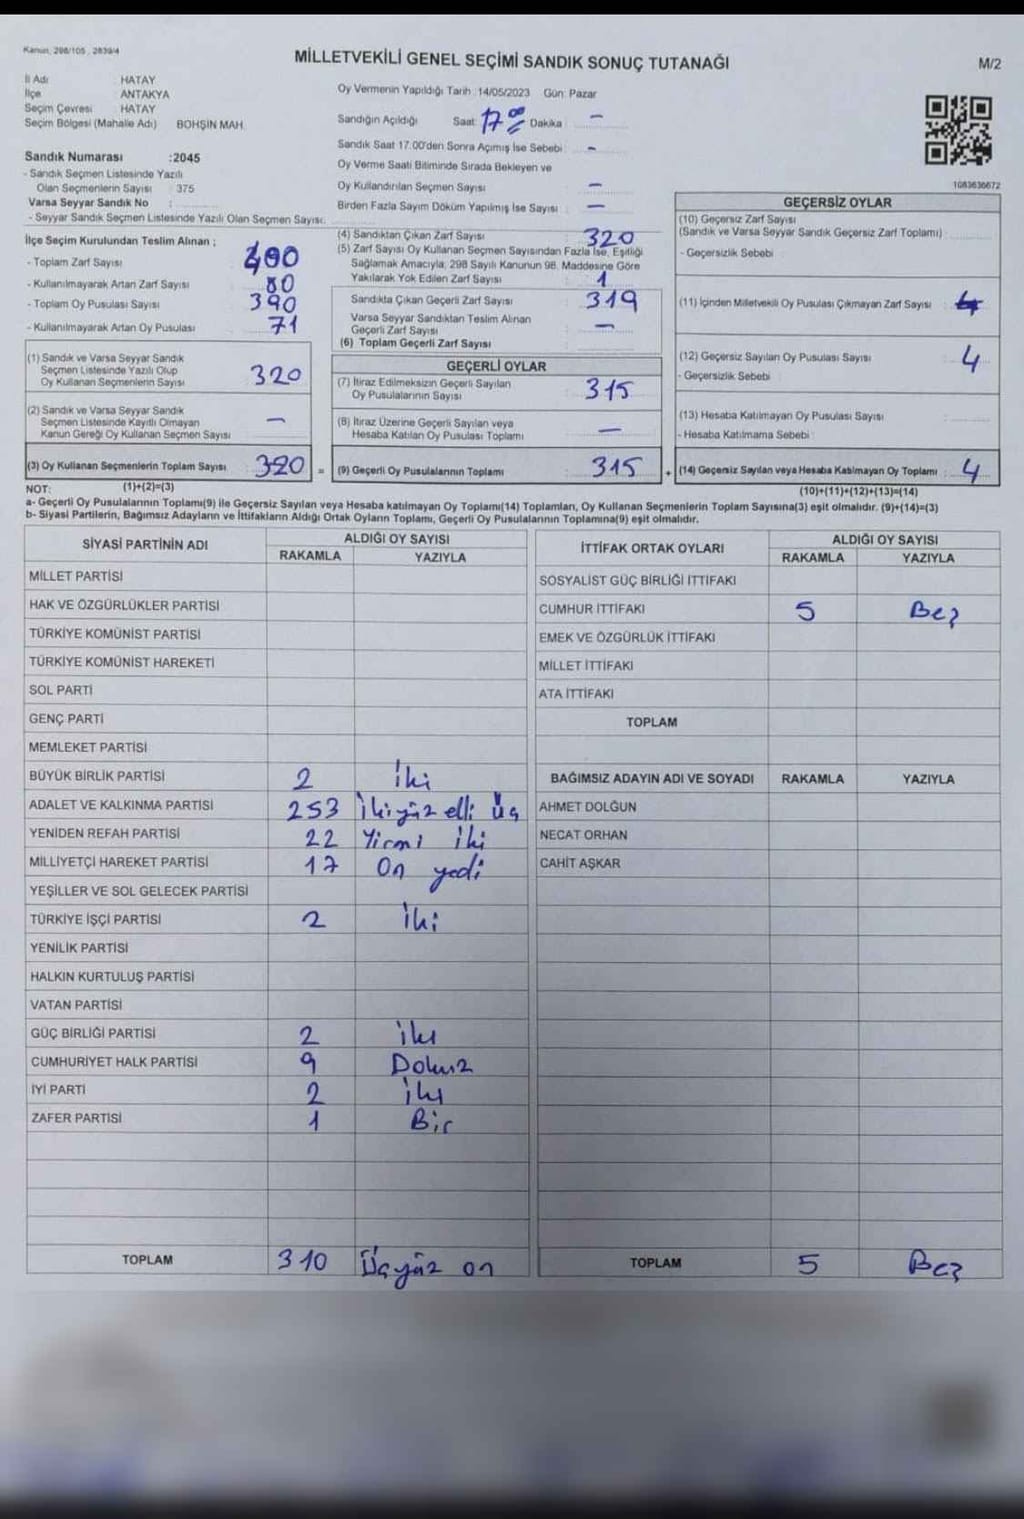 Kanun, 298/105, 2839/4
MİLLETVEKİLİ GENEL SEÇİMİ SANDIK SONUÇ TUTANAĞI
M/2
İl Adı HATAY
İlçe ANTAKYA
Seçim Çevresi HATAY
Seçim Bölgesi (Mahalle Adı) BOHŞİN MAH.
Sandık Numarası :2045
- Sandık Seçmen Listesinde Yazılı
Olan Seçmenlerin Sayısı : 375
Varsa Seyyar Sandık No :
- Seyyar Sandık Seçmen Listesinde Yazılı Olan Seçmen Sayısı:
Oy Vermenin Yapıldığı Tarih :14/05/2023 Gün: Pazar
Sandığın Açıldığı Saat: 17.00 Dakika : -
Sandık Saat 17.00'den Sonra Açımış İse Sebebi : -
Oy Verme Saati Bitiminde Sırada Bekleyen ve
Oy Kullandırılan Seçmen Sayısı : -
Birden Fazla Sayım Döküm Yapılmış İse Sayısı : -
1083636672
İlçe Seçim Kurulundan Teslim Alınan ;
- Toplam Zarf Sayısı 400
- Kullanılmayarak Artan Zarf Sayısı 80
- Toplam Oy Pusulası Sayısı 390
- Kullanılmayarak Artan Oy Pusulası 71
(1) Sandık ve Varsa Seyyar Sandık
Seçmen Listesinde Yazılı Olup
Oy Kullanan Seçmenlerin Sayısı 320
(2) Sandık ve Varsa Seyyar Sandık
Seçmen Listesinde Kayıtlı Olmayan
Kanun Gereği Oy Kullanan Seçmen Sayısı -
(3) Oy Kullanan Seçmenlerin Toplam Sayısı 320 =
(1)+(2)=(3)
(4) Sandıktan Çıkan Zarf Sayısı : 320
(5) Zarf Sayısı Oy Kullanan Seçmen Sayısından Fazla İse, Eşitliği
Sağlamak Amacıyla, 298 Sayılı Kanunun 98. Maddesine Göre
Yakılarak Yok Edilen Zarf Sayısı : 1
Sandıkta Çıkan Geçerli Zarf Sayısı : 319
Varsa Seyyar Sandıktan Teslim Alınan
Geçerli Zarf Sayısı : -
(6) Toplam Geçerli Zarf Sayısı :
GEÇERLİ OYLAR
(7) İtiraz Edilmeksizin Geçerli Sayılan
Oy Pusulalarının Sayısı : 315
(8) İtiraz Üzerine Geçerli Sayılan veya
Hesaba Katılan Oy Pusulası Toplamı : -
(9) Geçerli Oy Pusulalarının Toplamı : 315 +
GEÇERSİZ OYLAR
(10) Geçersiz Zarf Sayısı
(Sandık ve Varsa Seyyar Sandık Geçersiz Zarf Toplamı) :
- Geçersizlik Sebebi :
(11) İçinden Milletvekili Oy Pusulası Çıkmayan Zarf Sayısı : 4
(12) Geçersiz Sayılan Oy Pusulası Sayısı : 4
- Geçersizlik Sebebi :
(13) Hesaba Katılmayan Oy Pusulası Sayısı :
- Hesaba Katılmama Sebebi :
(14) Geçersiz Sayılan veya Hesaba Katılmayan Oy Toplamı : 4
(10)+(11)+(12)+(13)=(14)
NOT:
a- Geçerli Oy Pusulalarının Toplamı(9) ile Geçersiz Sayılan veya Hesaba katılmayan Oy Toplamı(14) Toplamları, Oy Kullanan Seçmenlerin Toplam Sayısına(3) eşit olmalıdır. (9)+(14)=(3)
b- Siyasi Partilerin, Bağımsız Adayların ve İttifakların Aldığı Ortak Oyların Toplamı, Geçerli Oy Pusulalarının Toplamına(9) eşit olmalıdır.
SİYASİ PARTİNİN ADI ALDIĞI OY SAYISI
RAKAMLA YAZIYLA
MİLLET PARTİSİ
HAK VE ÖZGÜRLÜKLER PARTİSİ
TÜRKİYE KOMÜNİST PARTİSİ
TÜRKİYE KOMÜNİST HAREKETİ
SOL PARTİ
GENÇ PARTİ
MEMLEKET PARTİSİ
BÜYÜK BİRLİK PARTİSİ 2 İki
ADALET VE KALKINMA PARTİSİ 253 İkiyüz elli üç
YENİDEN REFAH PARTİSİ 22 Yirmi iki
MİLLİYETÇİ HAREKET PARTİSİ 17 On yedi
YEŞİLLER VE SOL GELECEK PARTİSİ
TÜRKİYE İŞÇİ PARTİSİ 2 İki
YENİLİK PARTİSİ
HALKIN KURTULUŞ PARTİSİ
VATAN PARTİSİ
GÜÇ BİRLİĞİ PARTİSİ 2 iki
CUMHURİYET HALK PARTİSİ 9 Dokuz
İYİ PARTİ 2 iki
ZAFER PARTİSİ 1 Bir
TOPLAM 310 Üçyüz on
İTTİFAK ORTAK OYLARI ALDIĞI OY SAYISI
RAKAMLA YAZIYLA
SOSYALİST GÜÇ BİRLİĞİ İTTİFAKI
CUMHUR İTTİFAKI 5 Beş
EMEK VE ÖZGÜRLÜK İTTİFAKI
MİLLET İTTİFAKI
ATA İTTİFAKI
TOPLAM
BAĞIMSIZ ADAYIN ADI VE SOYADI RAKAMLA YAZIYLA
AHMET DOLĞUN
NECAT ORHAN
CAHİT AŞKAR
TOPLAM 5 Beş